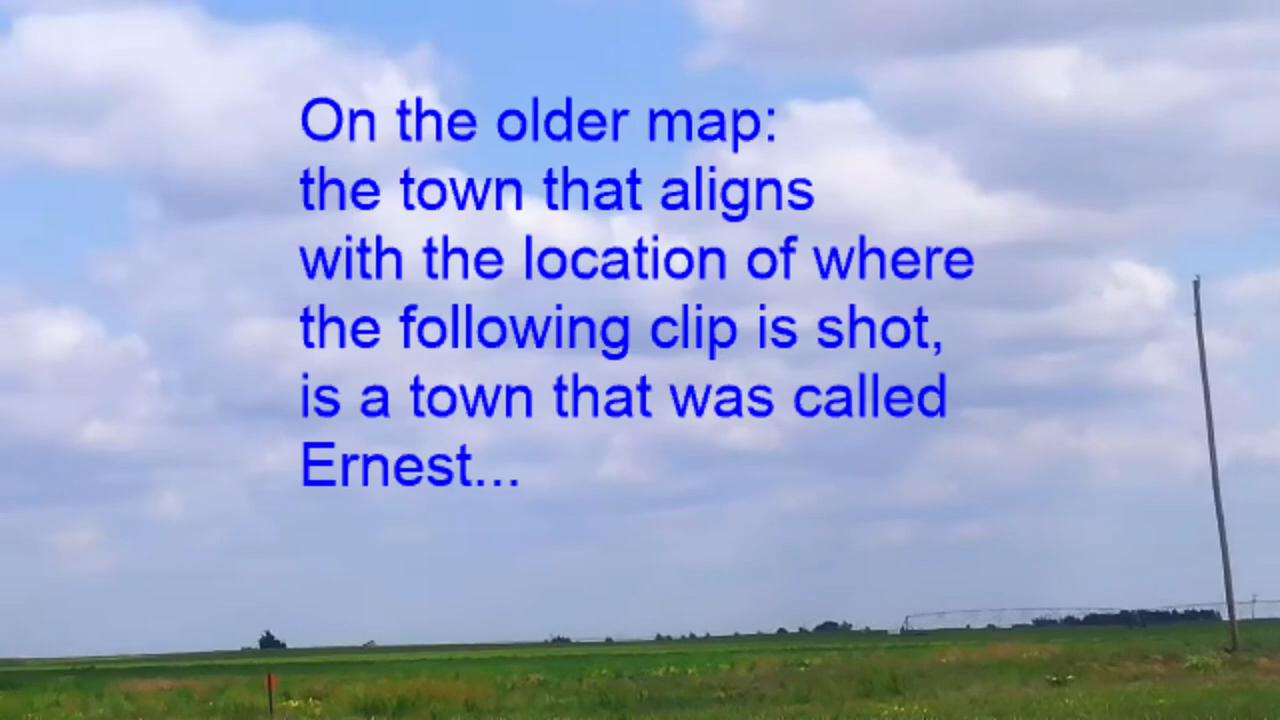 On the older map:
the town that aligns
with the location of where
the following clip is shot,
is a town that was called
Ernest...